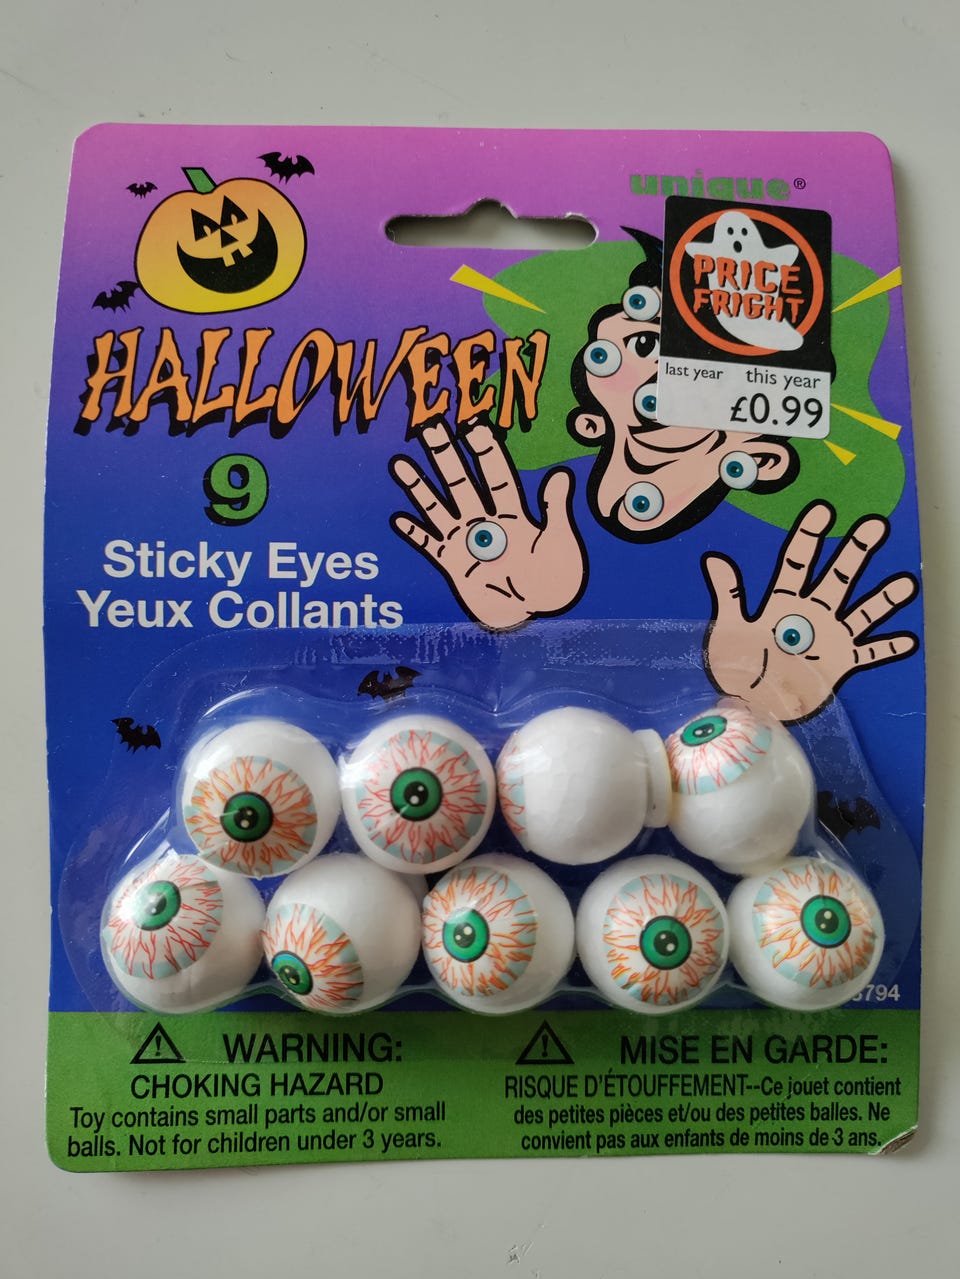 unique®
PRICE
FRIGHT
last year this year
£0.99
HALLOWEEN
9
Sticky Eyes
Yeux Collants
794
WARNING:
CHOKING HAZARD
Toy contains small parts and/or small
balls. Not for children under 3 years.
MISE EN GARDE:
RISQUE D'ÉTOUFFEMENT--Ce jouet contient
des petites pièces et/ou des petites balles. Ne
convient pas aux enfants de moins de 3 ans.